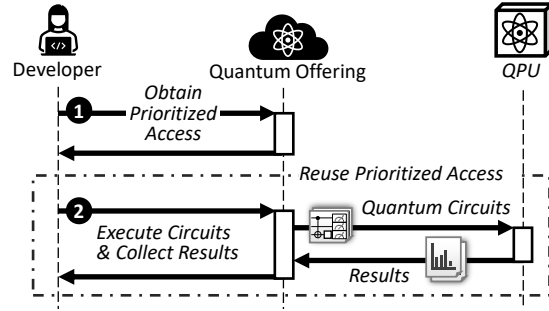 Developer
Quantum Offering
QPU
1
Obtain
Prioritized
Access
Reuse Prioritized Access
2
Execute Circuits
& Collect Results
Quantum Circuits
Results